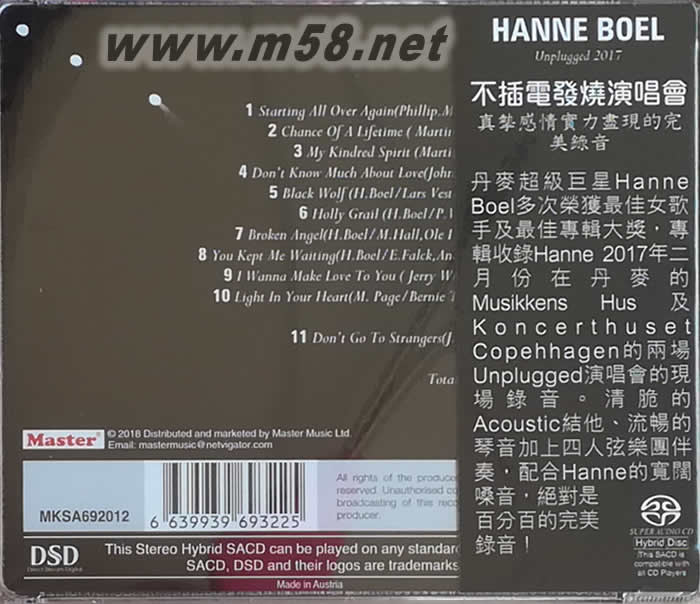 www.m58.net
1 Starting All Over Again(Phillip.M
2 Chance Of A Lifetime ( Martin
3 My Kindred Spirit (Marti
4 Don't Know Much About Love(John
5 Black Wolf (H.Boel/Lars Vest
6 Holly Grail (H.Boel/P.V
7 Broken Angel(H.Boel/M.Hall,Ole
8 You Kept Me Waiting(H.Boel/E.Falck,An
9 I Wanna Make Love To You ( Jerry W
10 Light In Your Heart(M. Page/Bernie T
11 Don't Go To Strangers(J
Tota
Master
© 2018 Distributed and marketed by Master Music Ltd.
Email: mastermusic@netvigator.com
MKSA692012
6 639939 693225
All rights of the produce
reserved. Unauthorised co
broadcasting of this reco
producer.
DSD
Direct Stream Digital
This Stereo Hybrid SACD can be played on any standard
SACD, DSD and their logos are trademarks
Made in Austria
HANNE BOEL
Unplugged 2017
不插電發燒演唱會
真摯感情實力盡現的完
美錄音
丹麥超級巨星Hanne
Boel多次榮獲最佳女歌
手及最佳專輯大獎，專
輯收錄Hanne 2017年二
月份在丹麥的
Musikkens Hus及
Koncerthuset
Copehhagen的兩場
Unplugged演唱會的現
場錄音。清脆的
Acoustic結他、流暢的
琴音加上四人弦樂團伴
奏，配合Hanne的寬闊
嗓音，絕對是
百分百的完美
錄音！
SUPER AUDIO CD
Hybrid Disc
This SACD is
compatible with
all CD Players